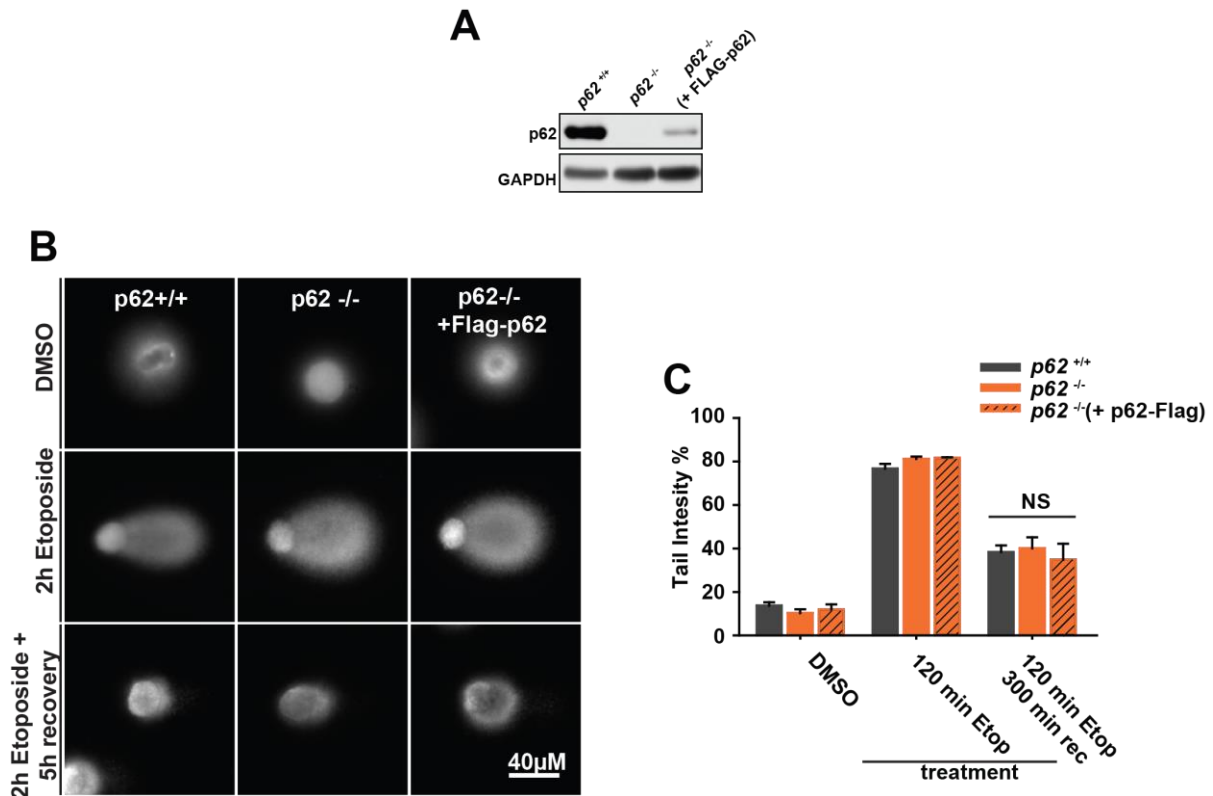 A
p62 +/+
p62 -/-
p62 -/-
(+ FLAG-p62)
p62
GAPDH
B
p62+/+
p62 -/-
p62-/-
+Flag-p62
DMSO
2h Etoposide
2h Etoposide +
5h recovery
40μM
C
p62 +/+
p62 -/-
p62 -/-(+ p62-Flag)
Tail Intesity %
100
80
60
40
20
0
NS
DMSO
120 min Etop
120 min Etop
300 min rec
treatment